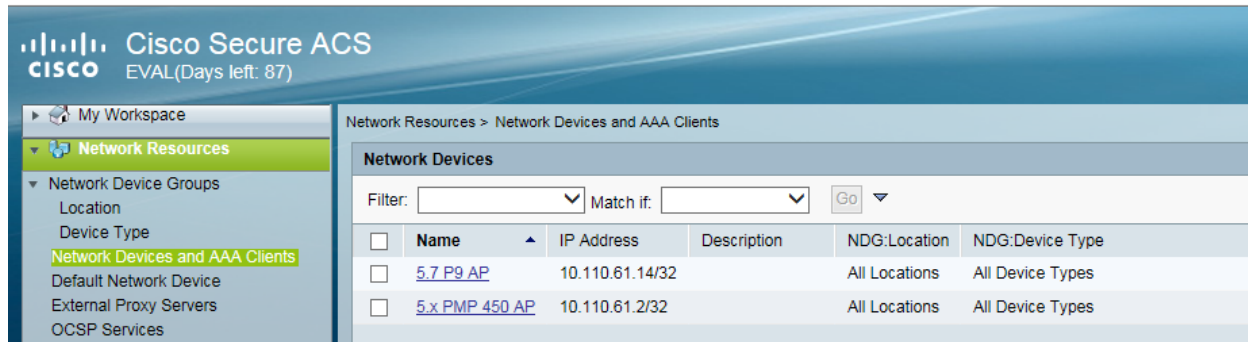 Cisco Secure ACS
CISCO EVAL(Days left: 87)
My Workspace
Network Resources
Network Device Groups
Location
Device Type
Network Devices and AAA Clients
Default Network Device
External Proxy Servers
OCSP Services
Network Resources > Network Devices and AAA Clients
Network Devices
Filter: Match if: Go
Name IP Address Description NDG:Location NDG:Device Type
5.7 P9 AP 10.110.61.14/32 All Locations All Device Types
5.x PMP 450 AP 10.110.61.2/32 All Locations All Device Types